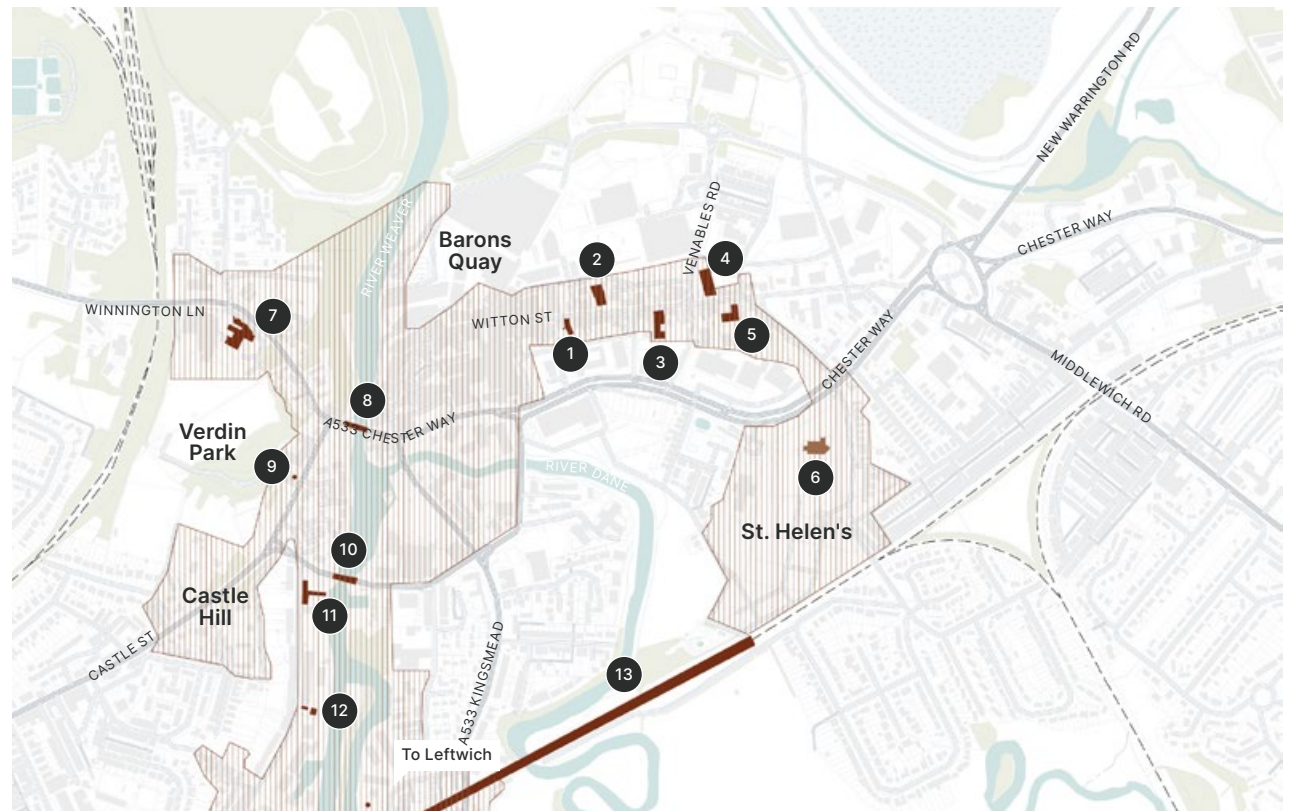 NEW WARRINGTON RD
RIVER WEAVER
VENABLES RD
CHESTER WAY
Barons
Quay
2
4
WINNINGTON LN
7
WITTON ST
5
1
3
CHESTER WAY
MIDDLEWICH RD
8
A533 CHESTER WAY
Verdin
Park
9
RIVER DANE
6
St. Helen's
10
Castle
Hill
11
CASTLE ST
A533 KINGSMEAD
13
12
To Leftwich